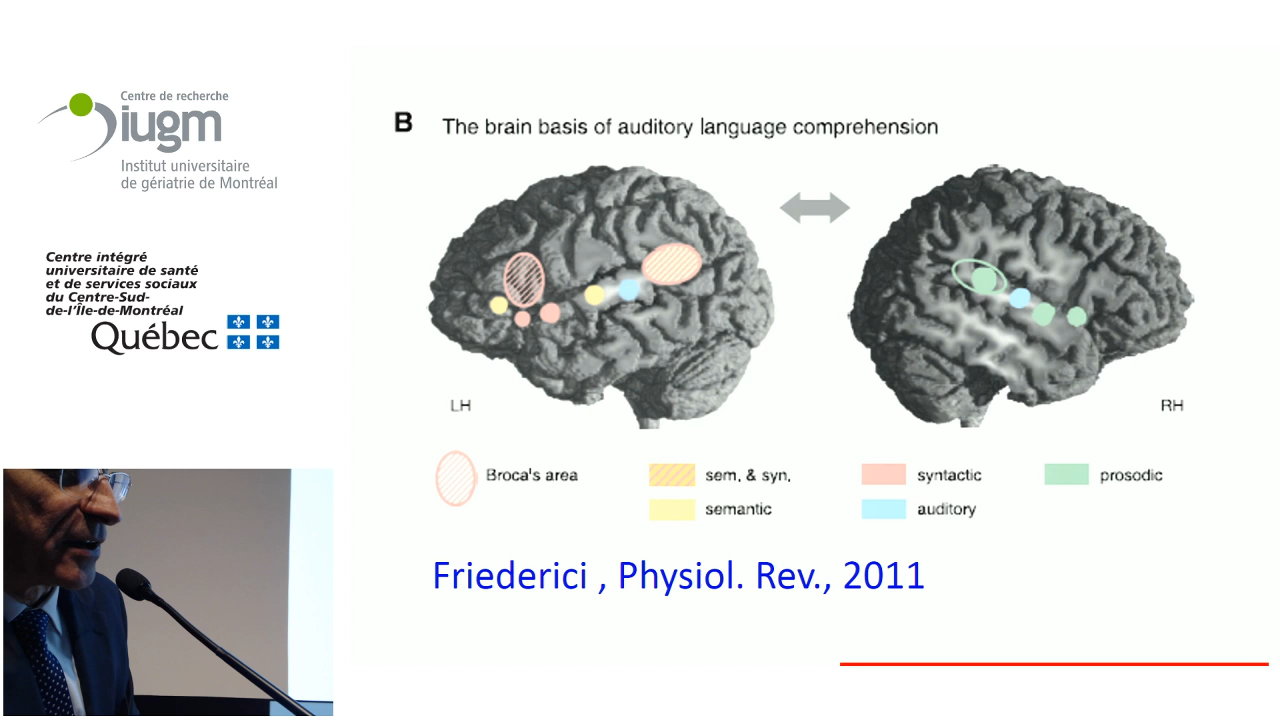 Centre de recherche
iugm
Institut universitaire
de gériatrie de Montréal
Centre intégré
universitaire de santé
et de services sociaux
du Centre-Sud-
de-l'Île-de-Montréal
Québec
B The brain basis of auditory language comprehension
LH
RH
Broca's area
sem, & syn,
syntactic
prosodic
semantic
auditory
Friederici , Physiol. Rev., 2011